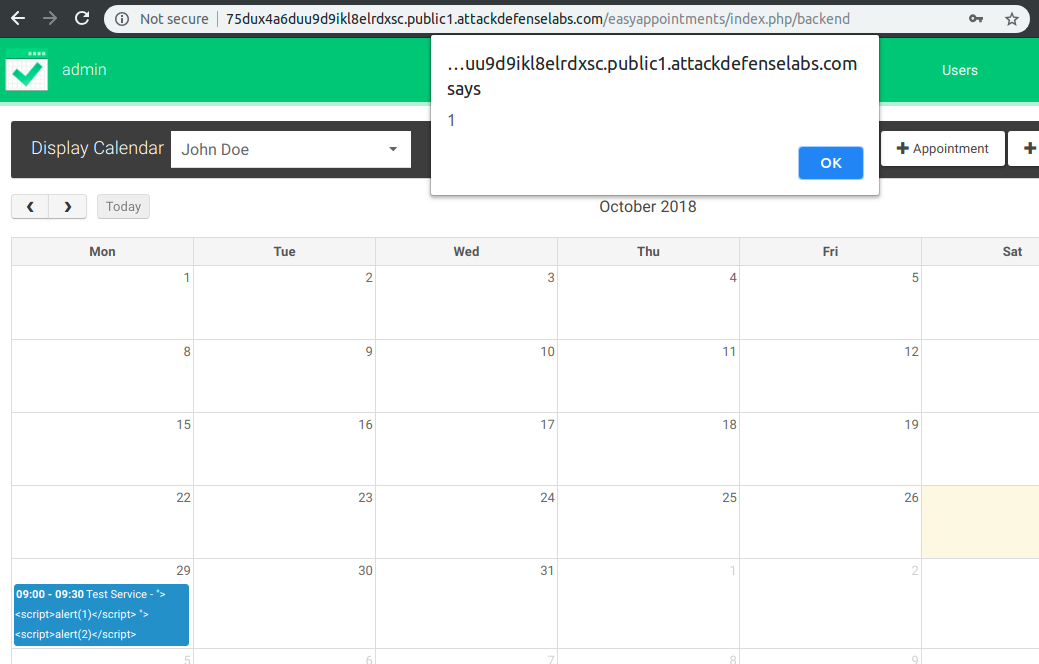 Not secure | 75dux4a6duu9d9ikl8elrdxsc.public1.attackdefenselabs.com/easyappointments/index.php/backend
admin
...uu9d9ikl8elrdxsc.public1.attackdefenselabs.com
says
1
OK
Users
Display Calendar
John Doe
+ Appointment
+
Today
October 2018
Mon Tue Wed Thu Fri Sat
1 2 3 4 5
8 9 10 11 12
15 16 17 18 19
22 23 24 25 26
29 30 31 1 2
09:00 - 09:30 Test Service - ">
<script>alert(1)</script> ">
<script>alert(2)</script>
5 6 7 8 9